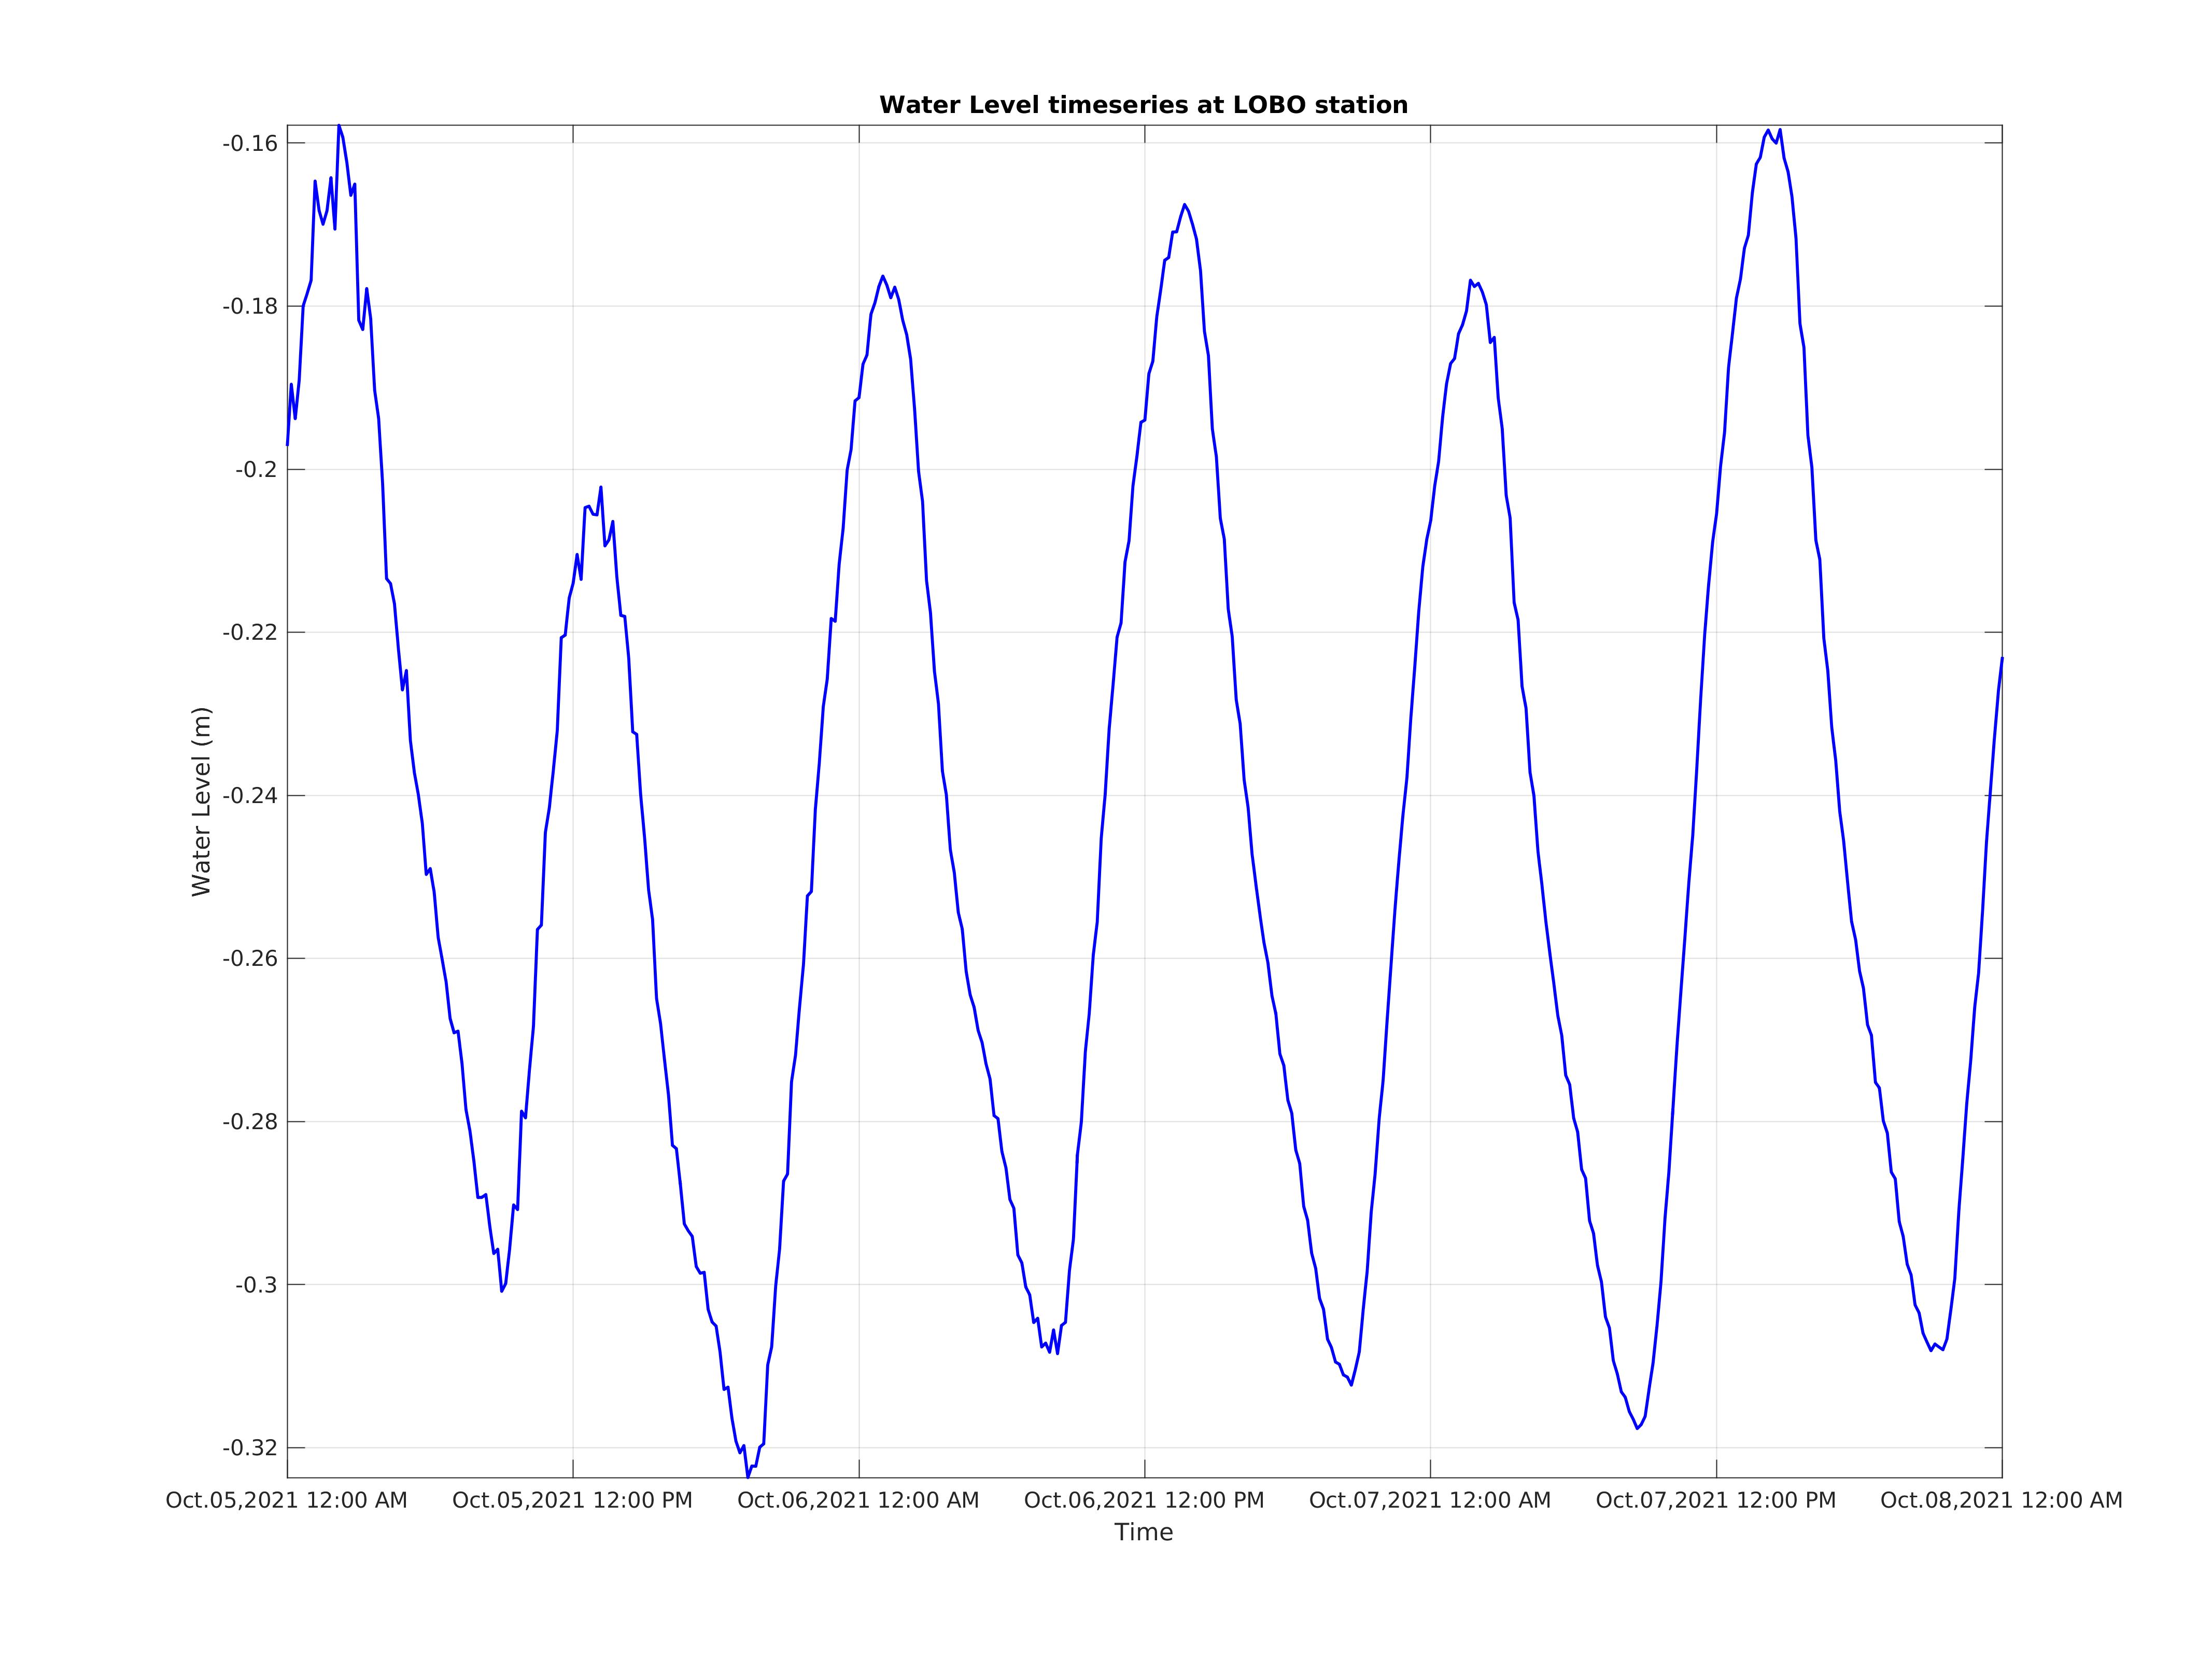 Water Level timeseries at LOBO station
-0.16
-0.18
-0.2
-0.22
-0.24
-0.26
-0.28
-0.3
-0.32
Water Level (m)
Oct.05,2021 12:00 AM Oct.05,2021 12:00 PM Oct.06,2021 12:00 AM Oct.06,2021 12:00 PM Oct.07,2021 12:00 AM Oct.07,2021 12:00 PM Oct.08,2021 12:00 AM
Time